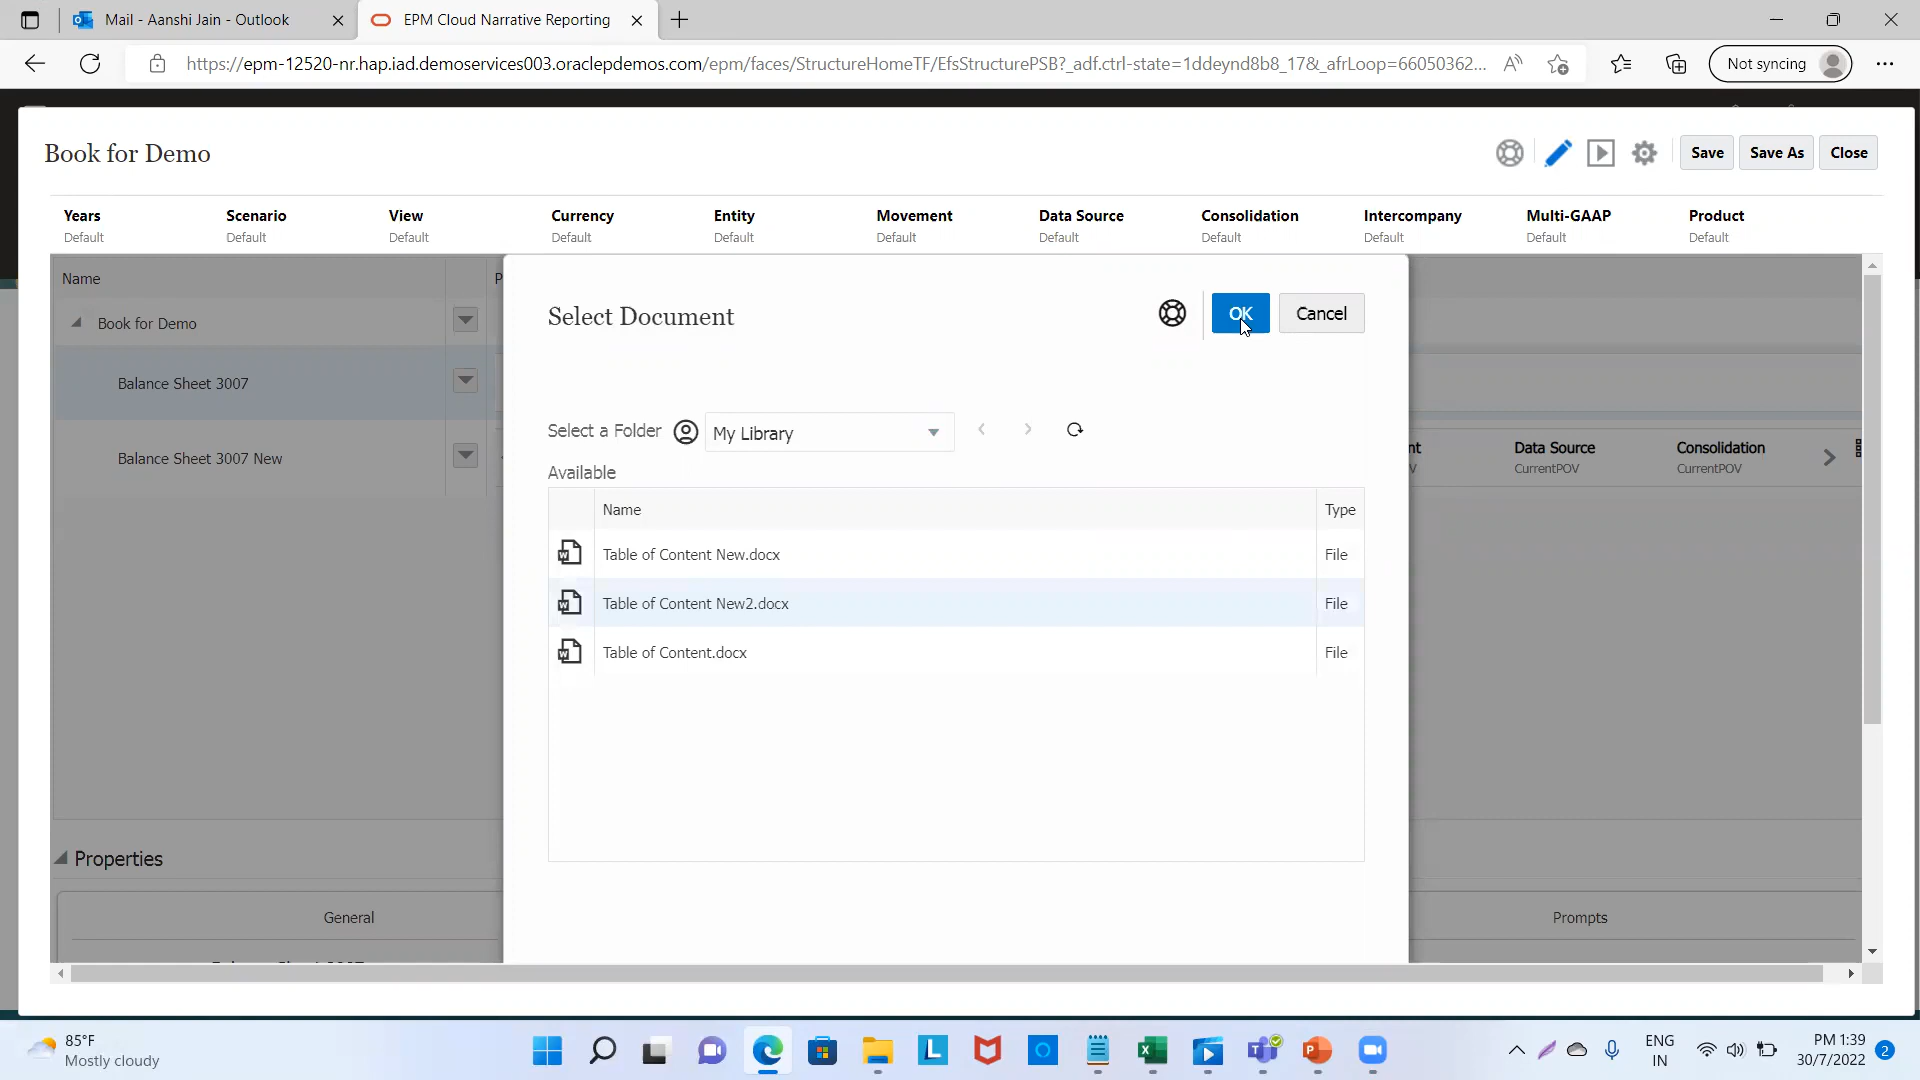 Mail - Aanshi Jain - Outlook
EPM Cloud Narrative Reporting
https://epm-12520-nr.hap.iad.demoservices003.oraclepdemos.com/epm/faces/StructureHomeTF/EfsStructurePSB?_adf.ctrl-state=1ddeynd8b8_17&_afrLoop=66050362...
Not syncing
Book for Demo
Save
Save As
Close
Years Scenario View Currency Entity Movement Data Source Consolidation Intercompany Multi-GAAP Product
Default Default Default Default Default Default Default Default Default Default Default
Name P
Book for Demo
Balance Sheet 3007
Balance Sheet 3007 New
Select Document
OK
Cancel
Select a Folder My Library
Available
Name Type
Table of Content New.docx File
Table of Content New2.docx File
Table of Content.docx File
nt Data Source Consolidation
V CurrentPOV CurrentPOV
Properties
General Prompts
85°F
Mostly cloudy
ENG
IN
PM 1:39
30/7/2022
2